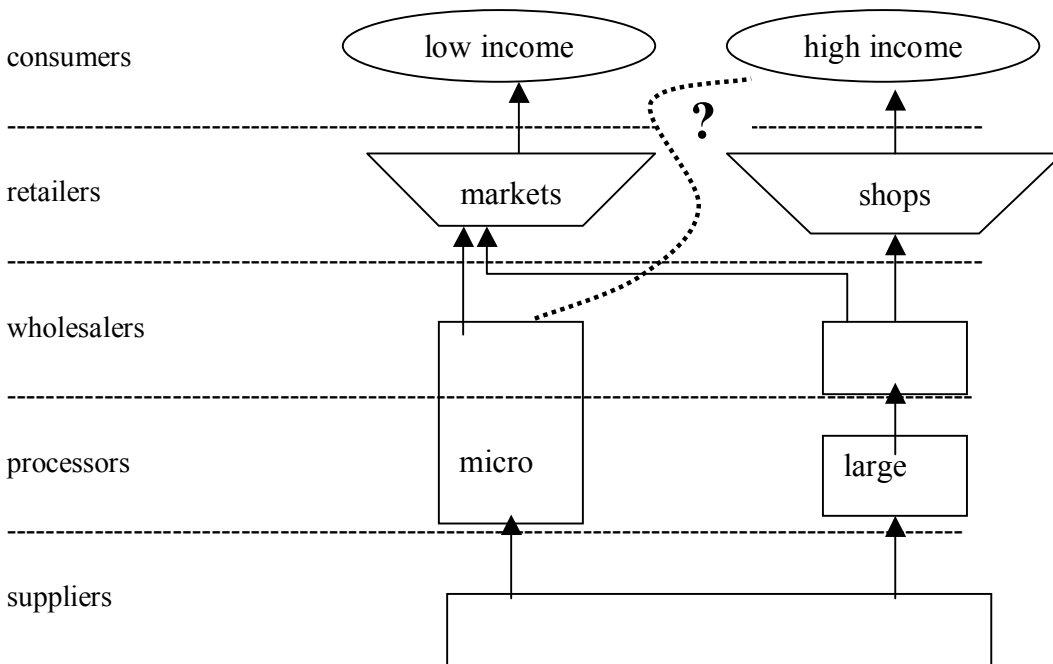 consumers
low income
high income
?
retailers
markets
shops
wholesalers
processors
micro
large
suppliers